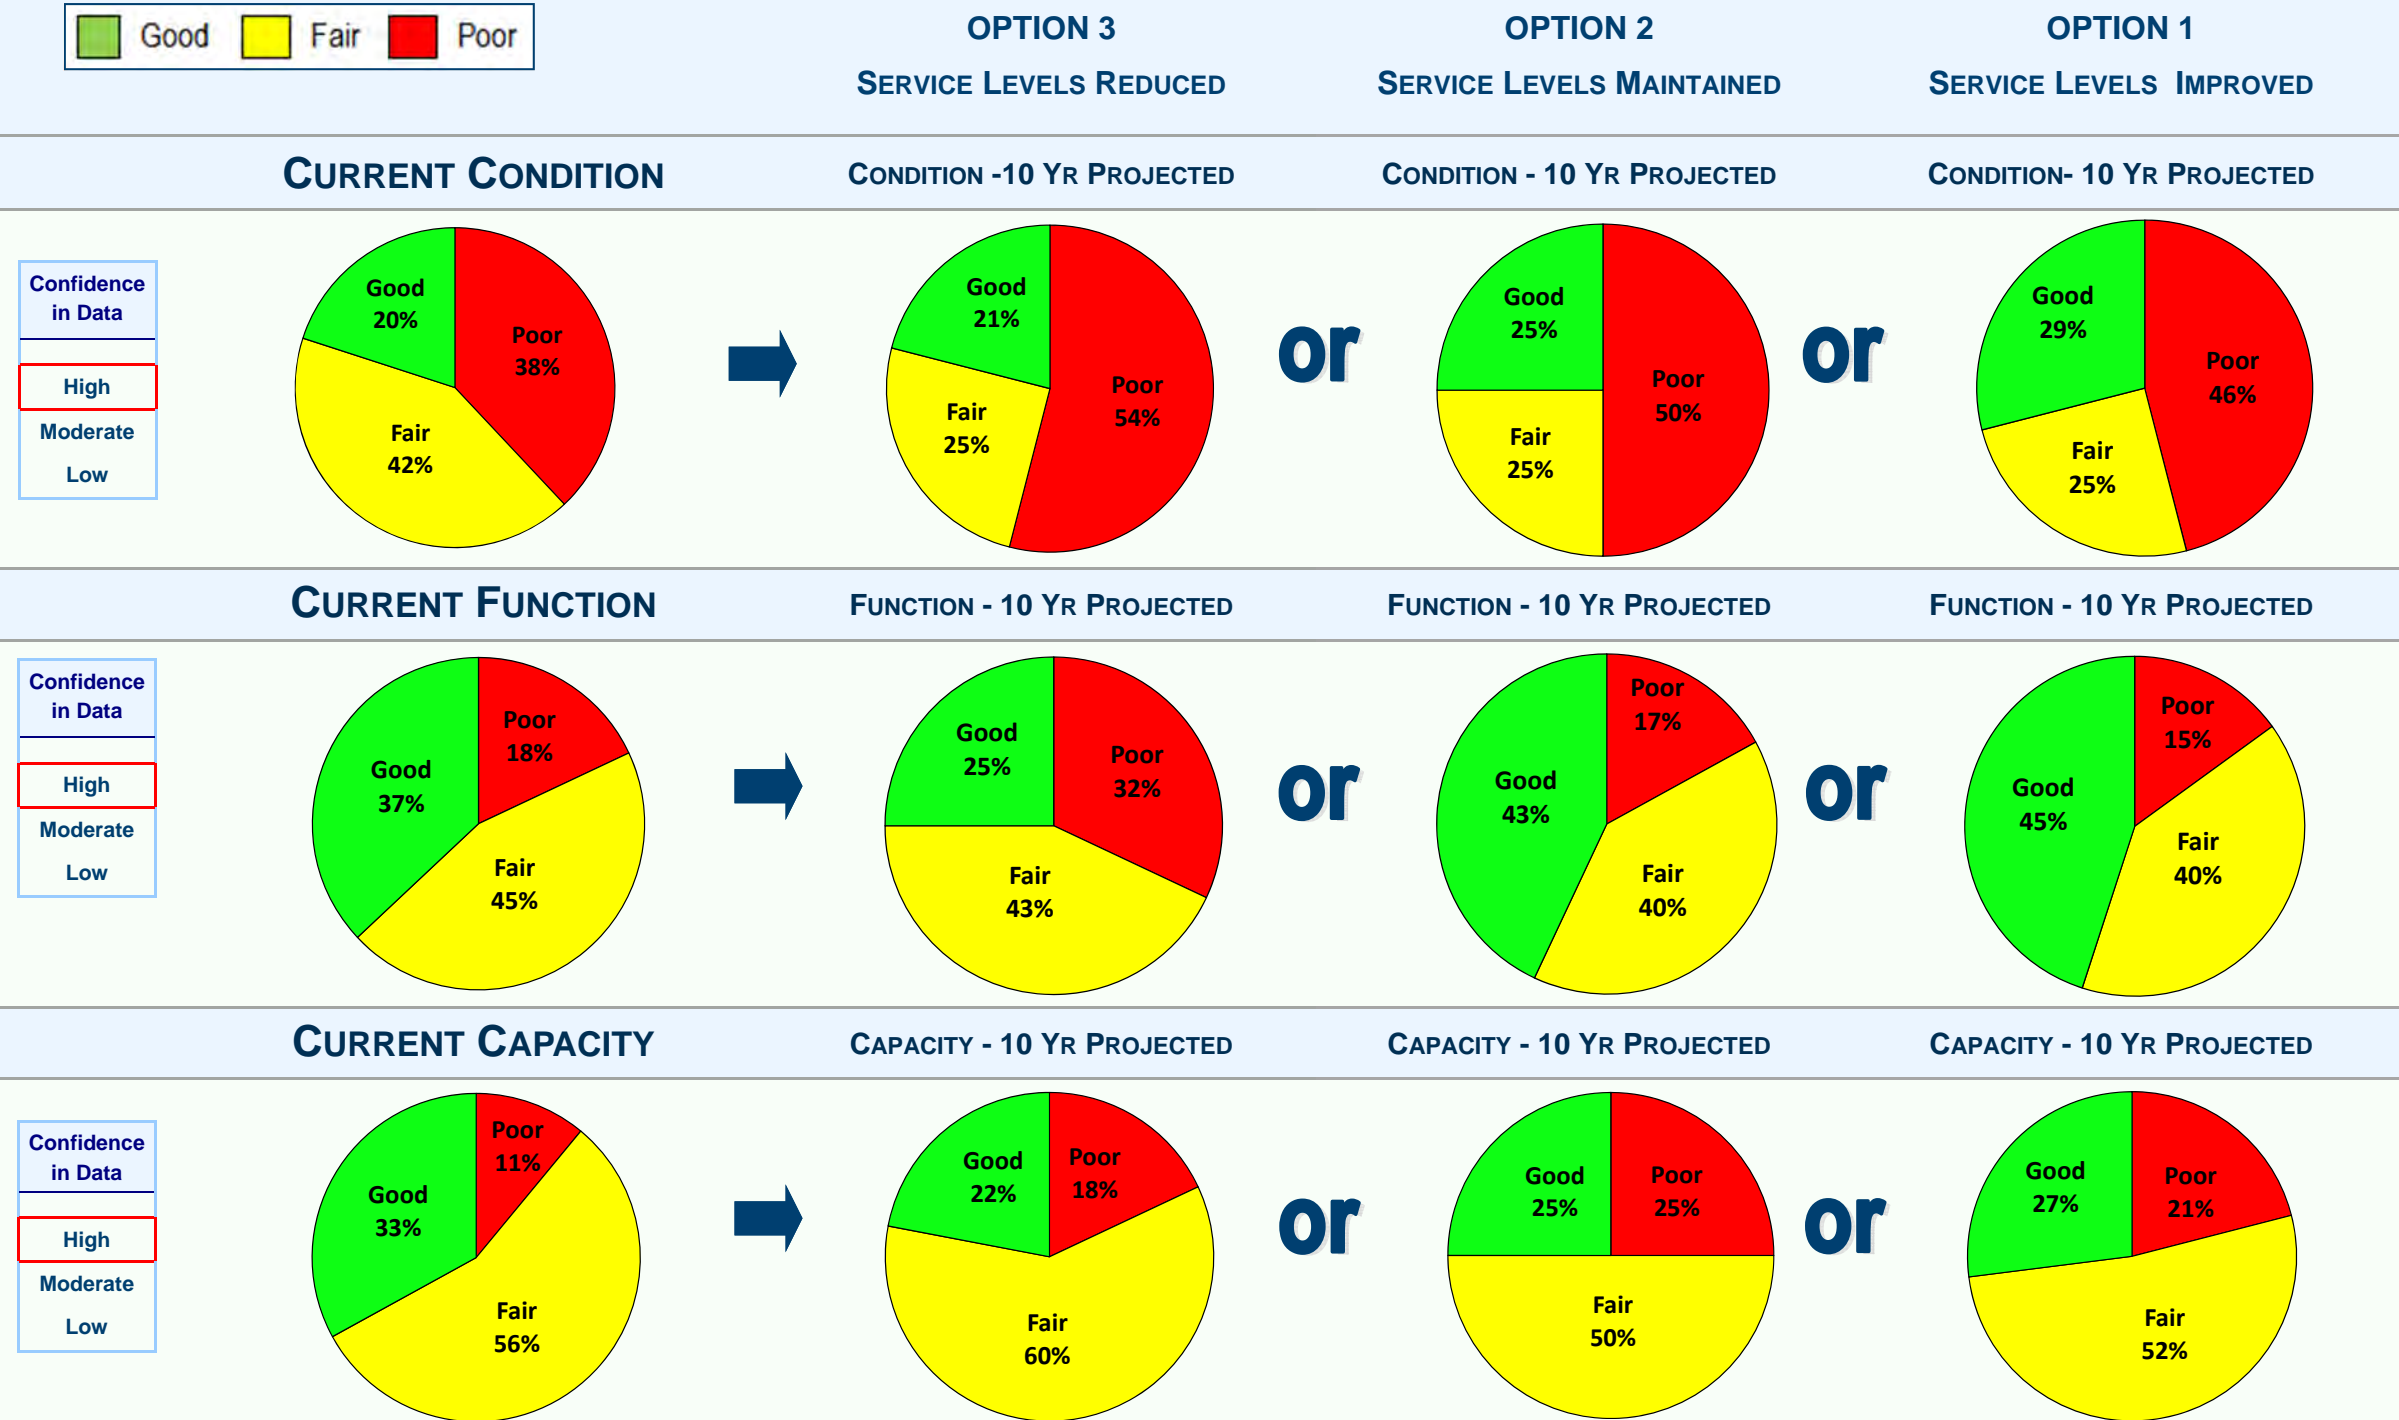 Good Fair Poor
OPTION 3
SERVICE LEVELS REDUCED
OPTION 2
SERVICE LEVELS MAINTAINED
OPTION 1
SERVICE LEVELS IMPROVED
CURRENT CONDITION
CONDITION -10 YR PROJECTED
CONDITION - 10 YR PROJECTED
CONDITION- 10 YR PROJECTED
Confidence
in Data
High
Moderate
Low
Good
20%
Poor
38%
Fair
42%
Good
21%
Poor
54%
Fair
25%
or
Good
25%
Poor
50%
Fair
25%
or
Good
29%
Poor
46%
Fair
25%
CURRENT FUNCTION
FUNCTION - 10 YR PROJECTED
FUNCTION - 10 YR PROJECTED
FUNCTION - 10 YR PROJECTED
Confidence
in Data
High
Moderate
Low
Poor
18%
Good
37%
Fair
45%
Good
25%
Poor
32%
Fair
43%
or
Poor
17%
Good
43%
Fair
40%
or
Poor
15%
Good
45%
Fair
40%
CURRENT CAPACITY
CAPACITY - 10 YR PROJECTED
CAPACITY - 10 YR PROJECTED
CAPACITY - 10 YR PROJECTED
Confidence
in Data
High
Moderate
Low
Poor
11%
Good
33%
Fair
56%
Good
22%
Poor
18%
Fair
60%
or
Good
25%
Poor
25%
Fair
50%
or
Good
27%
Poor
21%
Fair
52%